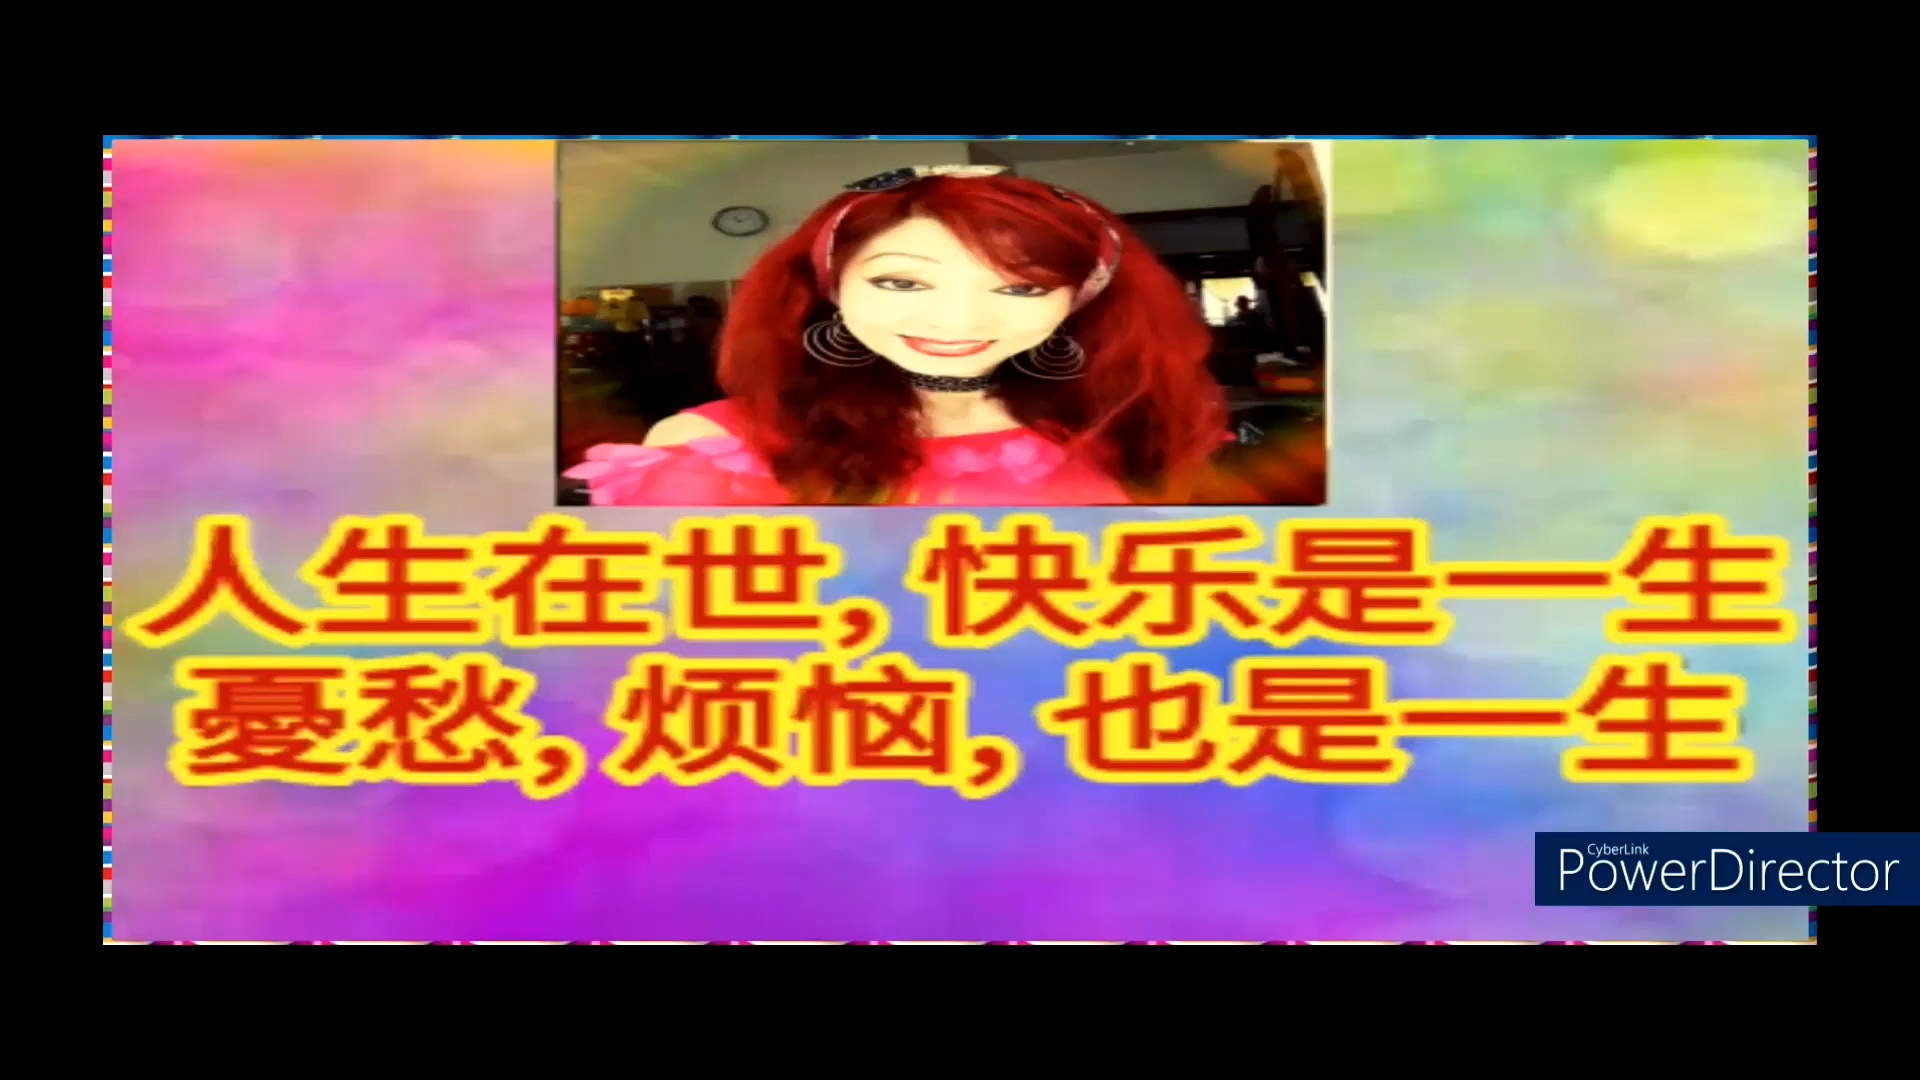 人生在世, 快乐是一生
憂愁, 烦恼, 也是一生
CyberLink
PowerDirector